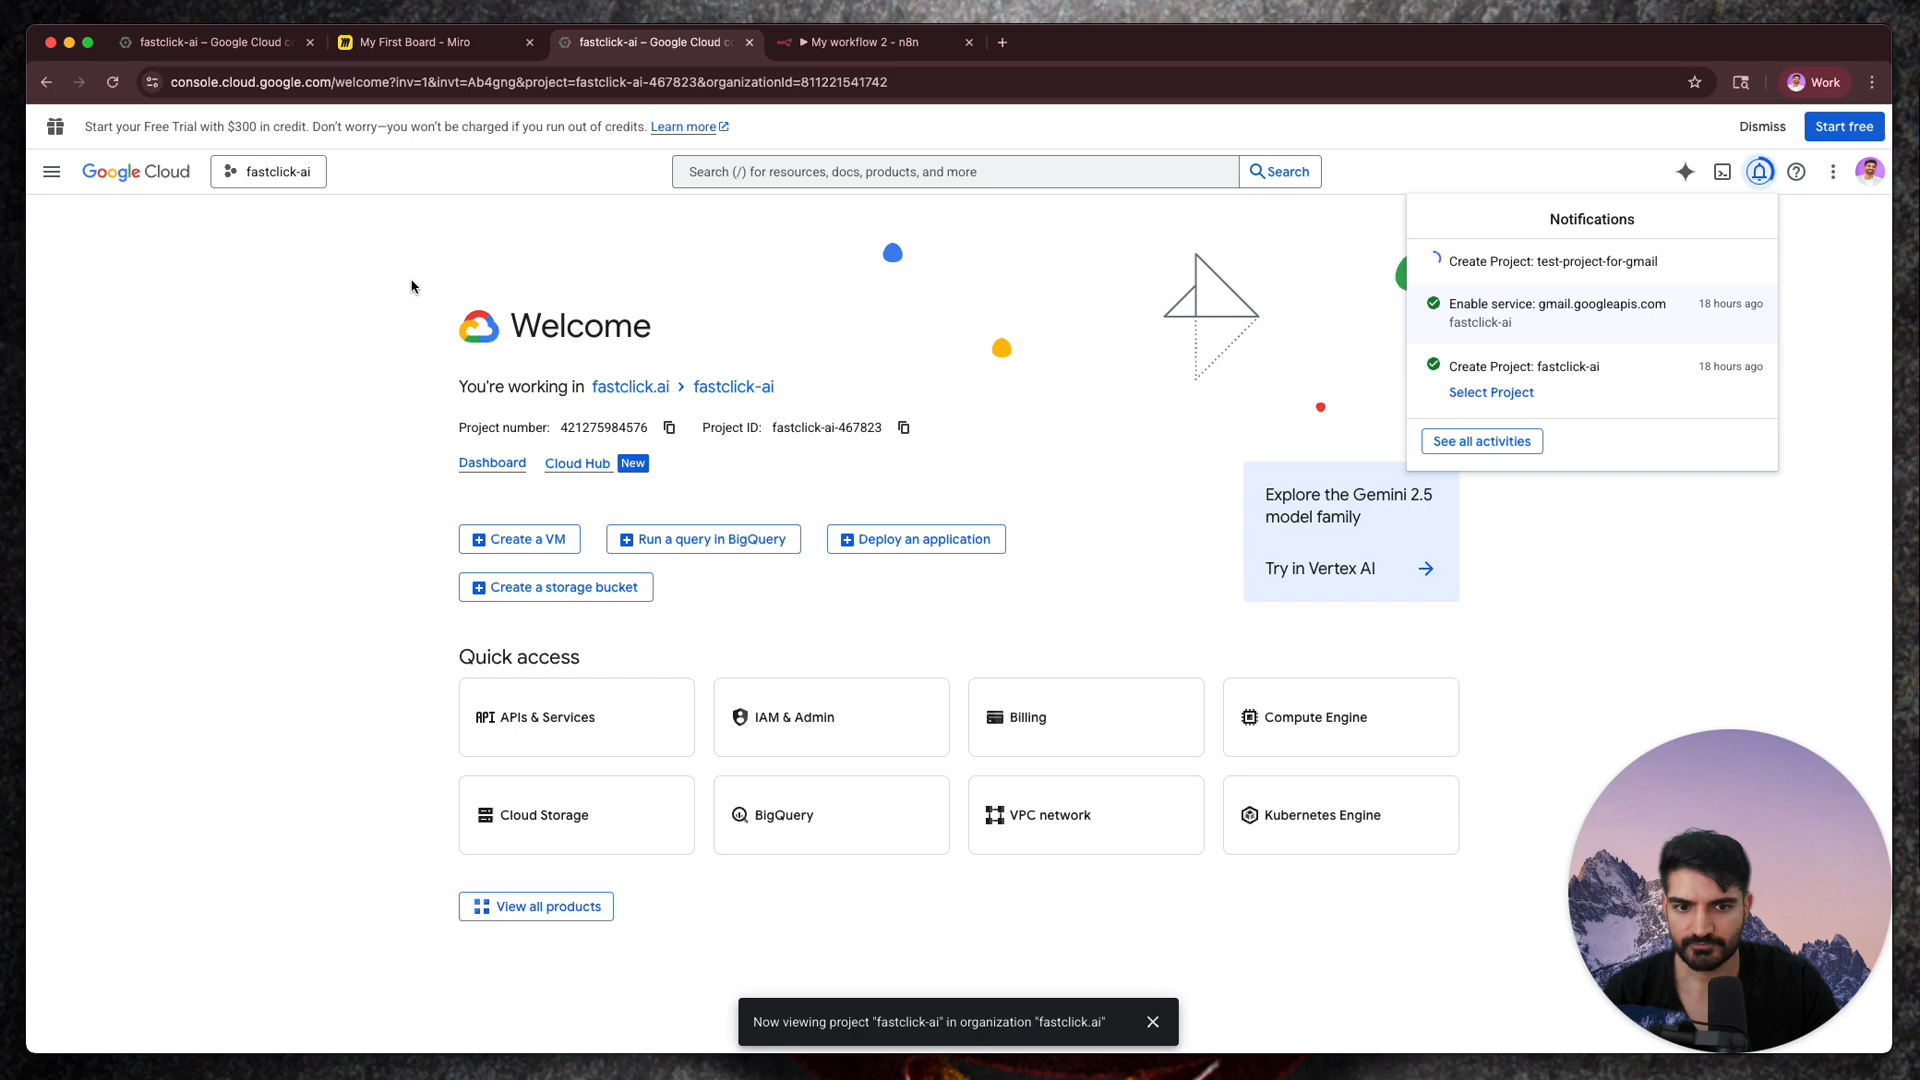 fastclick-ai – Google Cloud co
My First Board - Miro
fastclick-ai – Google Cloud co
My workflow 2 - n8n
console.cloud.google.com/welcome?inv=1&invt=Ab4gng&project=fastclick-ai-467823&organizationId=811221541742
Work
Start your Free Trial with $300 in credit. Don’t worry—you won’t be charged if you run out of credits. Learn more
Dismiss
Start free
Google Cloud
fastclick-ai
Search (/) for resources, docs, products, and more
Search
Notifications
Create Project: test-project-for-gmail
Enable service: gmail.googleapis.com
18 hours ago
fastclick-ai
Create Project: fastclick-ai
18 hours ago
Select Project
See all activities
Welcome
You're working in fastclick.ai > fastclick-ai
Project number: 421275984576
Project ID: fastclick-ai-467823
Dashboard
Cloud Hub
New
Explore the Gemini 2.5
model family
Try in Vertex AI
Create a VM
Run a query in BigQuery
Deploy an application
Create a storage bucket
Quick access
API APIs & Services
IAM & Admin
Billing
Compute Engine
Cloud Storage
BigQuery
VPC network
Kubernetes Engine
View all products
Now viewing project "fastclick-ai" in organization "fastclick.ai"